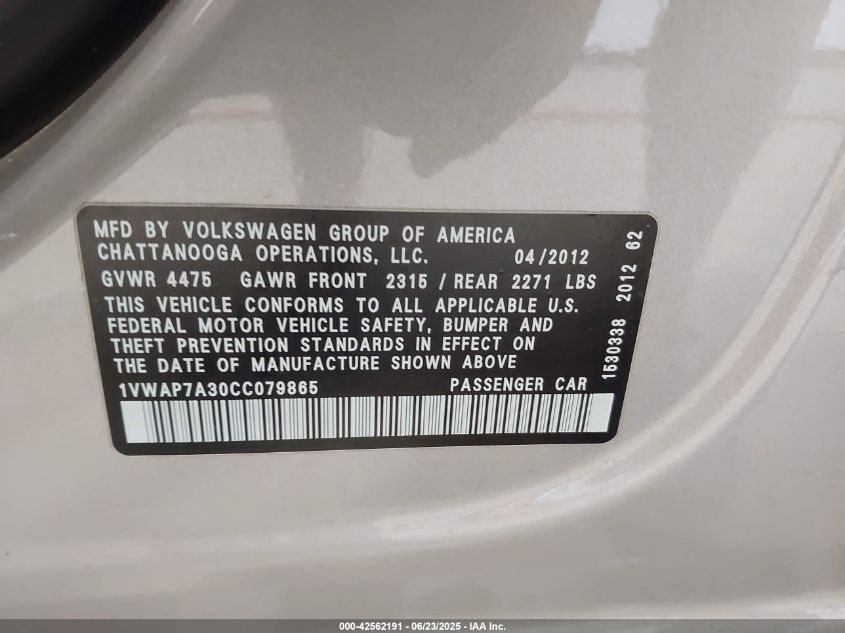 MFD BY VOLKSWAGEN GROUP OF AMERICA
CHATTANOOGA OPERATIONS, LLC. 04/2012
GVWR 4475 GAWR FRONT 2315 / REAR 2271 LBS
THIS VEHICLE CONFORMS TO ALL APPLICABLE U.S.
FEDERAL MOTOR VEHICLE SAFETY, BUMPER AND
THEFT PREVENTION STANDARDS IN EFFECT ON
THE DATE OF MANUFACTURE SHOWN ABOVE
1VWAP7A30CC079865 PASSENGER CAR
1530338 2012 62
000-42562191 - 06/23/2025 - IAA Inc.